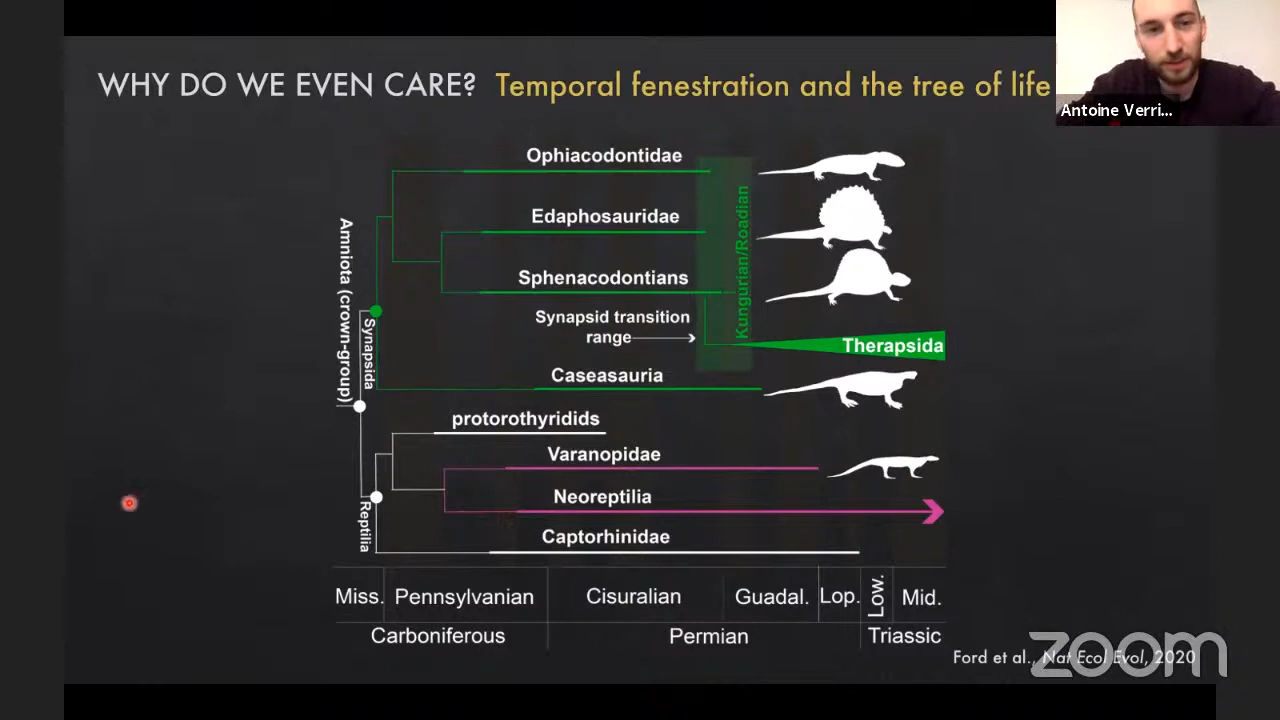 WHY DO WE EVEN CARE? Temporal fenestration and the tree of life
Antoine Verri...
Ophiacodontidae
Edaphosauridae
Sphenacodontians
Synapsid transition
range
Kungurian/Roadian
Therapsida
Caseasauria
Amniota (crown-group)
Synapsida
protorothyridids
Varanopidae
Neoreptilia
Captorhinidae
Reptilia
Miss. Pennsylvanian Cisuralian Guadal. Lop. Low. Mid.
Carboniferous Permian Triassic
Ford et al., Nat Ecol Evol, 2020
zoom